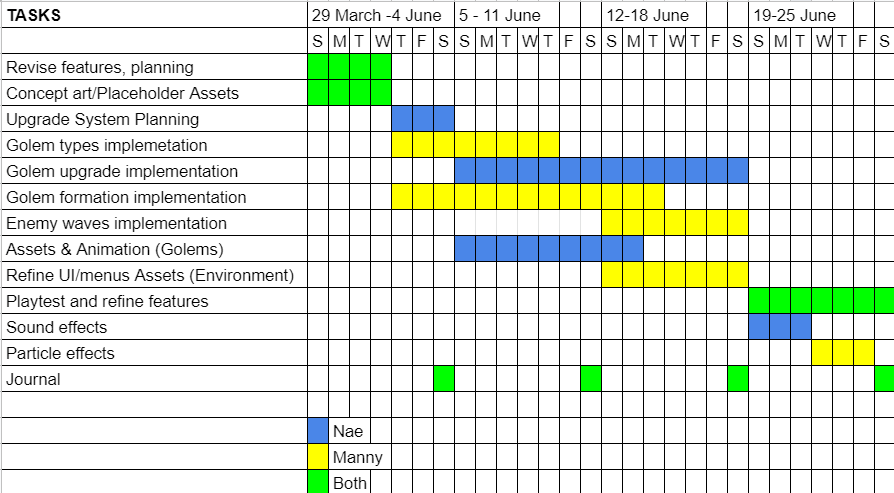 TASKS 29 March -4 June 5 - 11 June 12-18 June 19-25 June
S M T W T F S S M T W T F S S M T W T F S S M T W T F S
Revise features, planning
Concept art/Placeholder Assets
Upgrade System Planning
Golem types implemetation
Golem upgrade implementation
Golem formation implementation
Enemy waves implementation
Assets & Animation (Golems)
Refine UI/menus Assets (Environment)
Playtest and refine features
Sound effects
Particle effects
Journal
Nae
Manny
Both